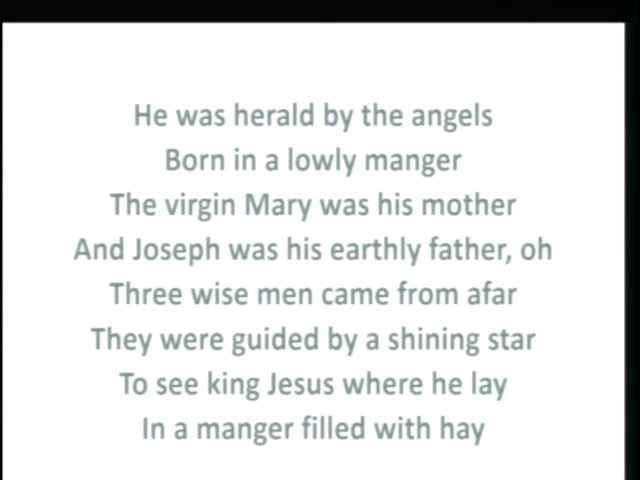 He was herald by the angels
Born in a lowly manger
The virgin Mary was his mother
And Joseph was his earthly father, oh
Three wise men came from afar
They were guided by a shining star
To see king Jesus where he lay
In a manger filled with hay